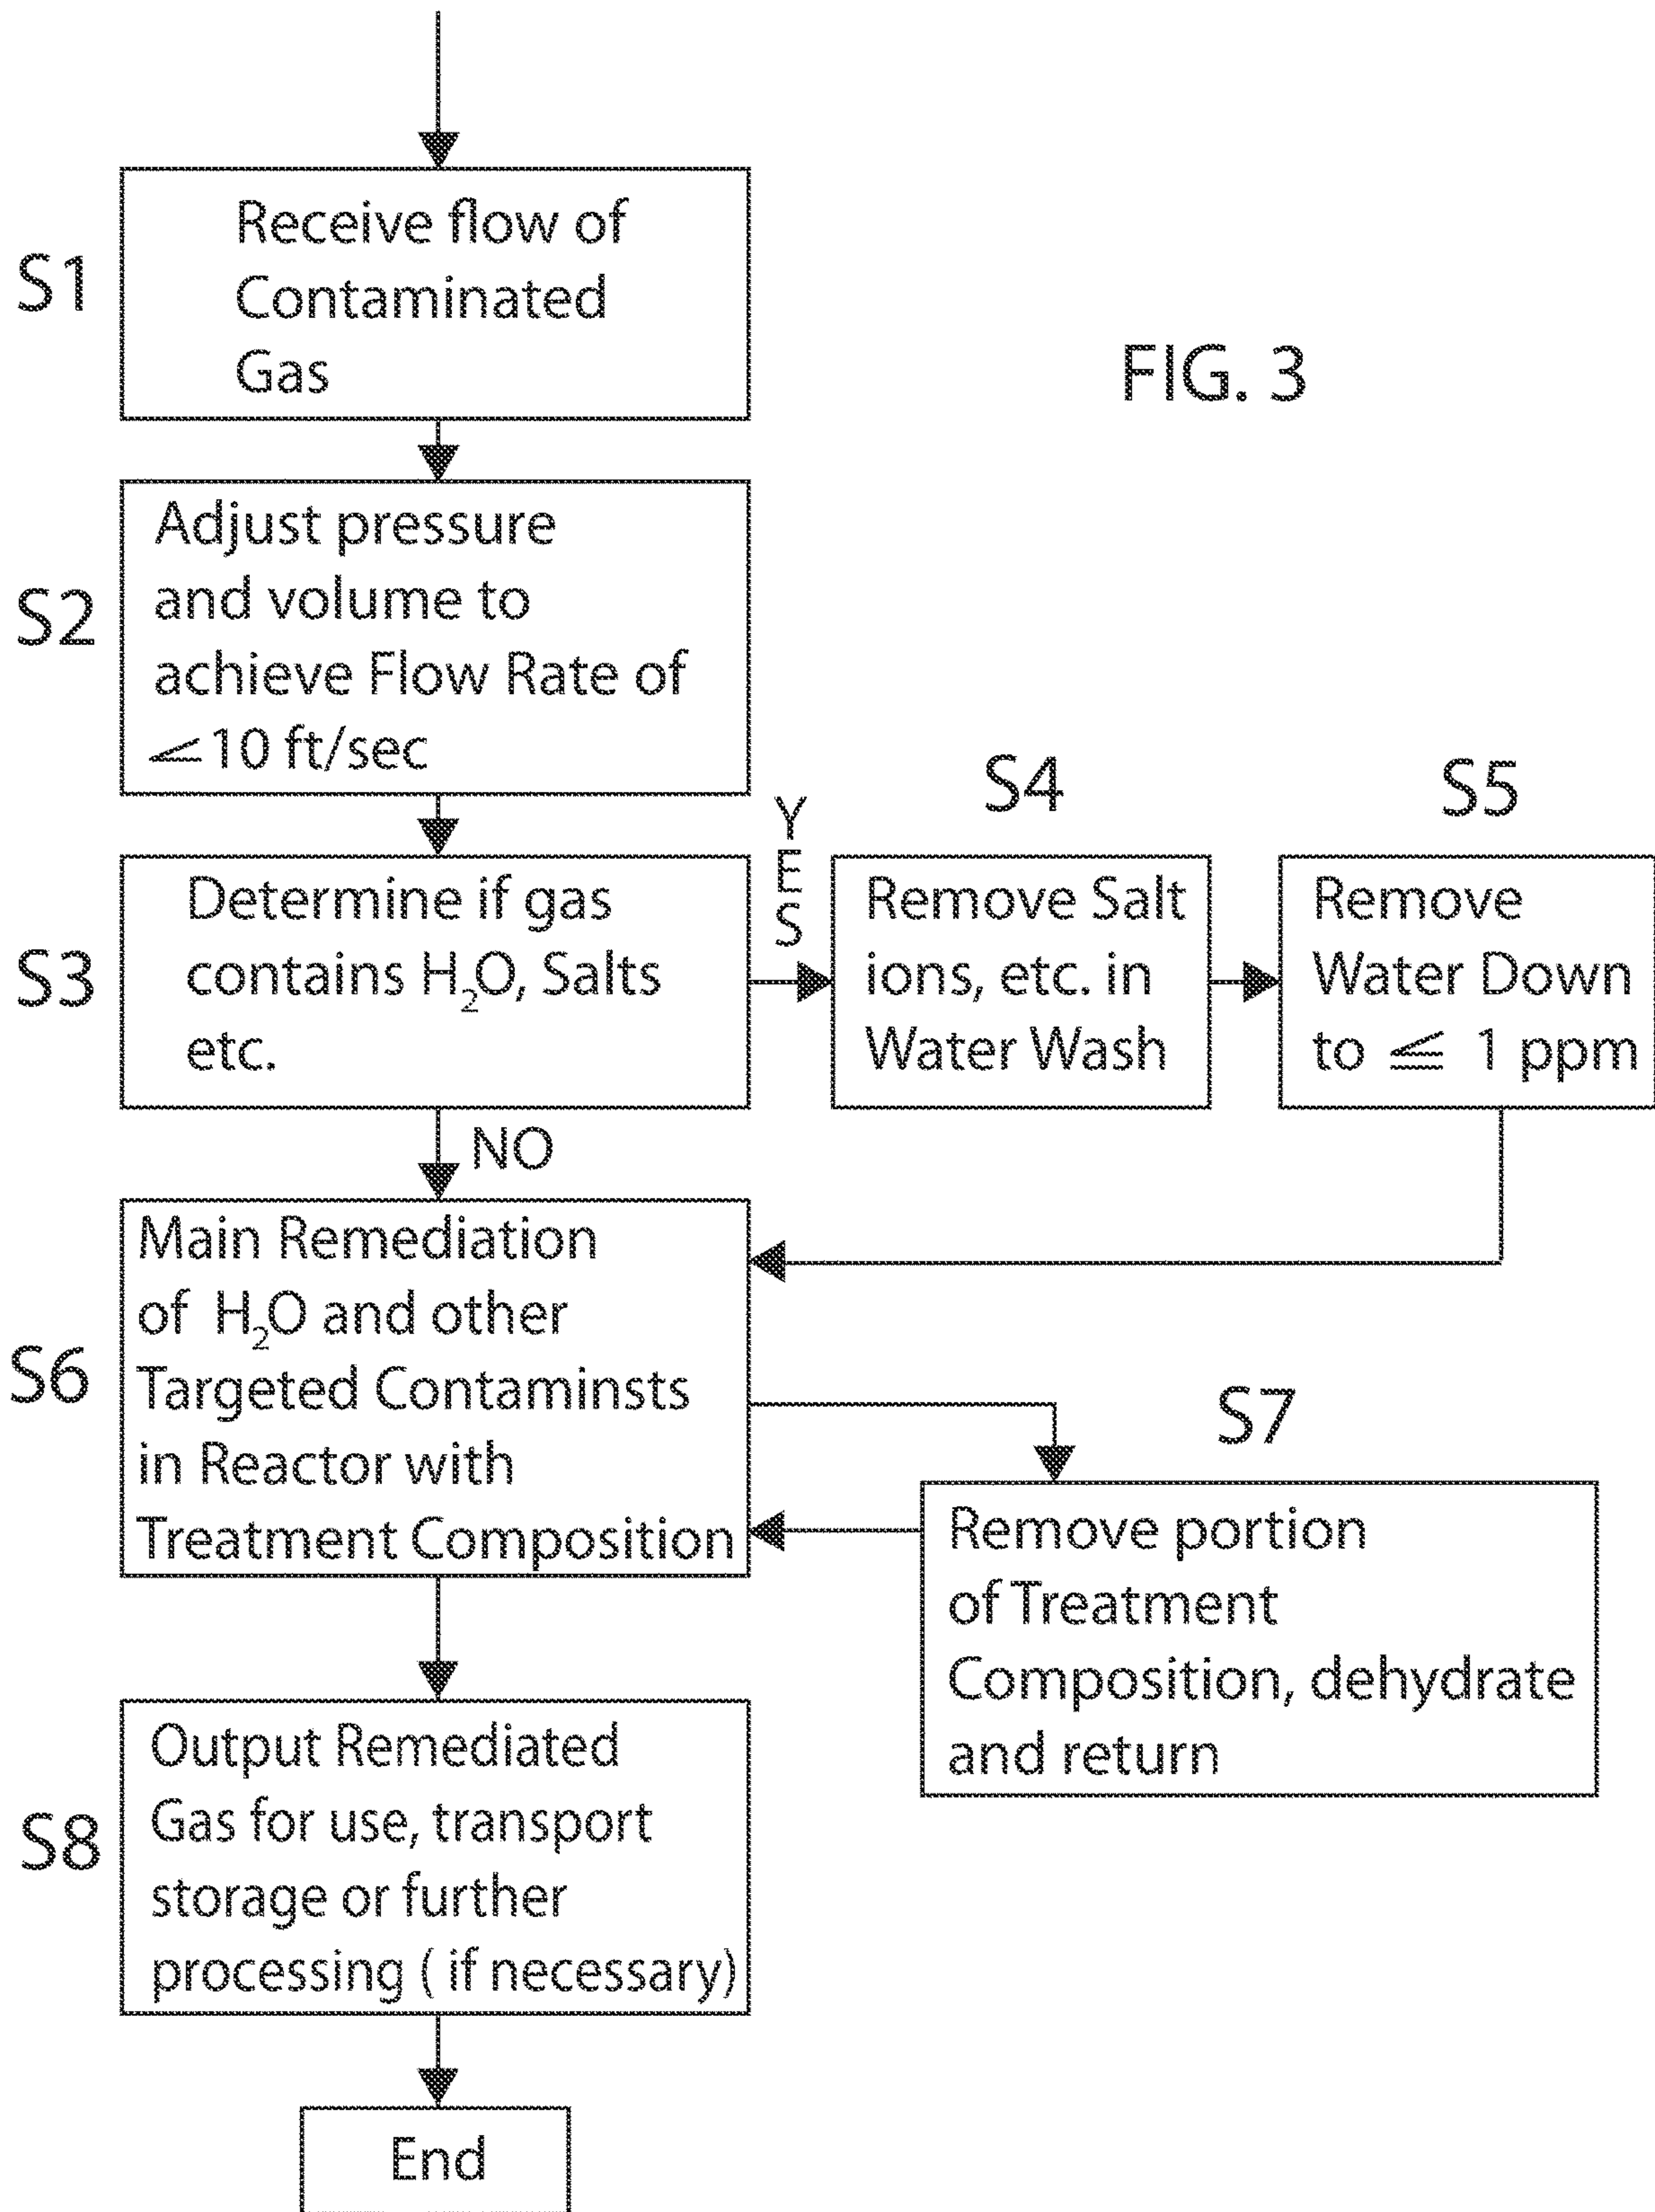 S1
Receive flow of
Contaminated
Gas
FIG. 3
S2
Adjust pressure
and volume to
achieve Flow Rate of
≤10 ft/sec
S3
Determine if gas
contains H₂O, Salts
etc.
YES
S4
Remove Salt
ions, etc. in
Water Wash
S5
Remove
Water Down
to ≦ 1 ppm
NO
S6
Main Remediation
of H₂O and other
Targeted Contaminsts
in Reactor with
Treatment Composition
S7
Remove portion
of Treatment
Composition, dehydrate
and return
S8
Output Remediated
Gas for use, transport
storage or further
processing ( if necessary)
End